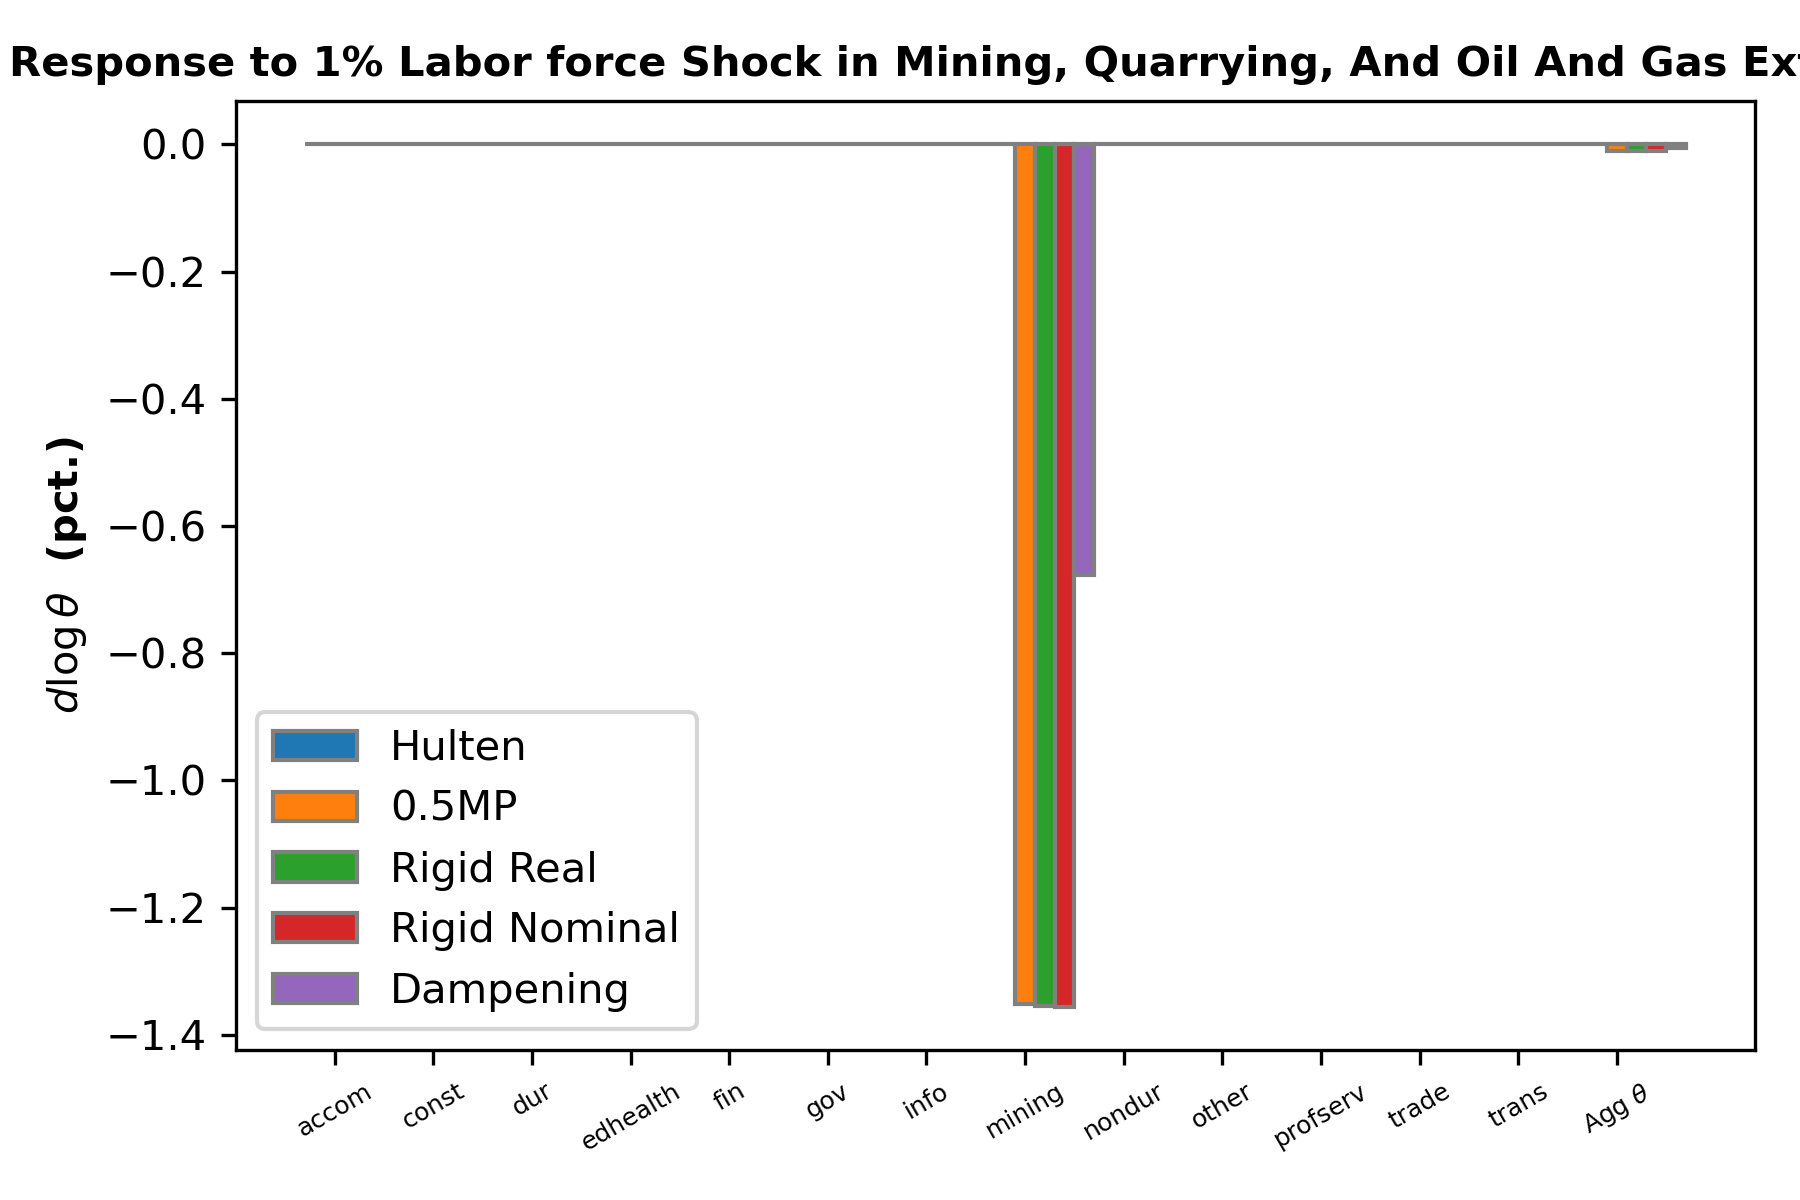 Response to 1% Labor force Shock in Mining, Quarrying, And Oil And Gas
0.0
−0.2
−0.4
−0.6
−0.8
−1.0
−1.2
−1.4
d log θ (pct.)
Hulten
0.5MP
Rigid Real
Rigid Nominal
Dampening
accom
const
dur
edhealth
fin
gov
info
mining
nondur
other
profserv
trade
trans
Agg θ